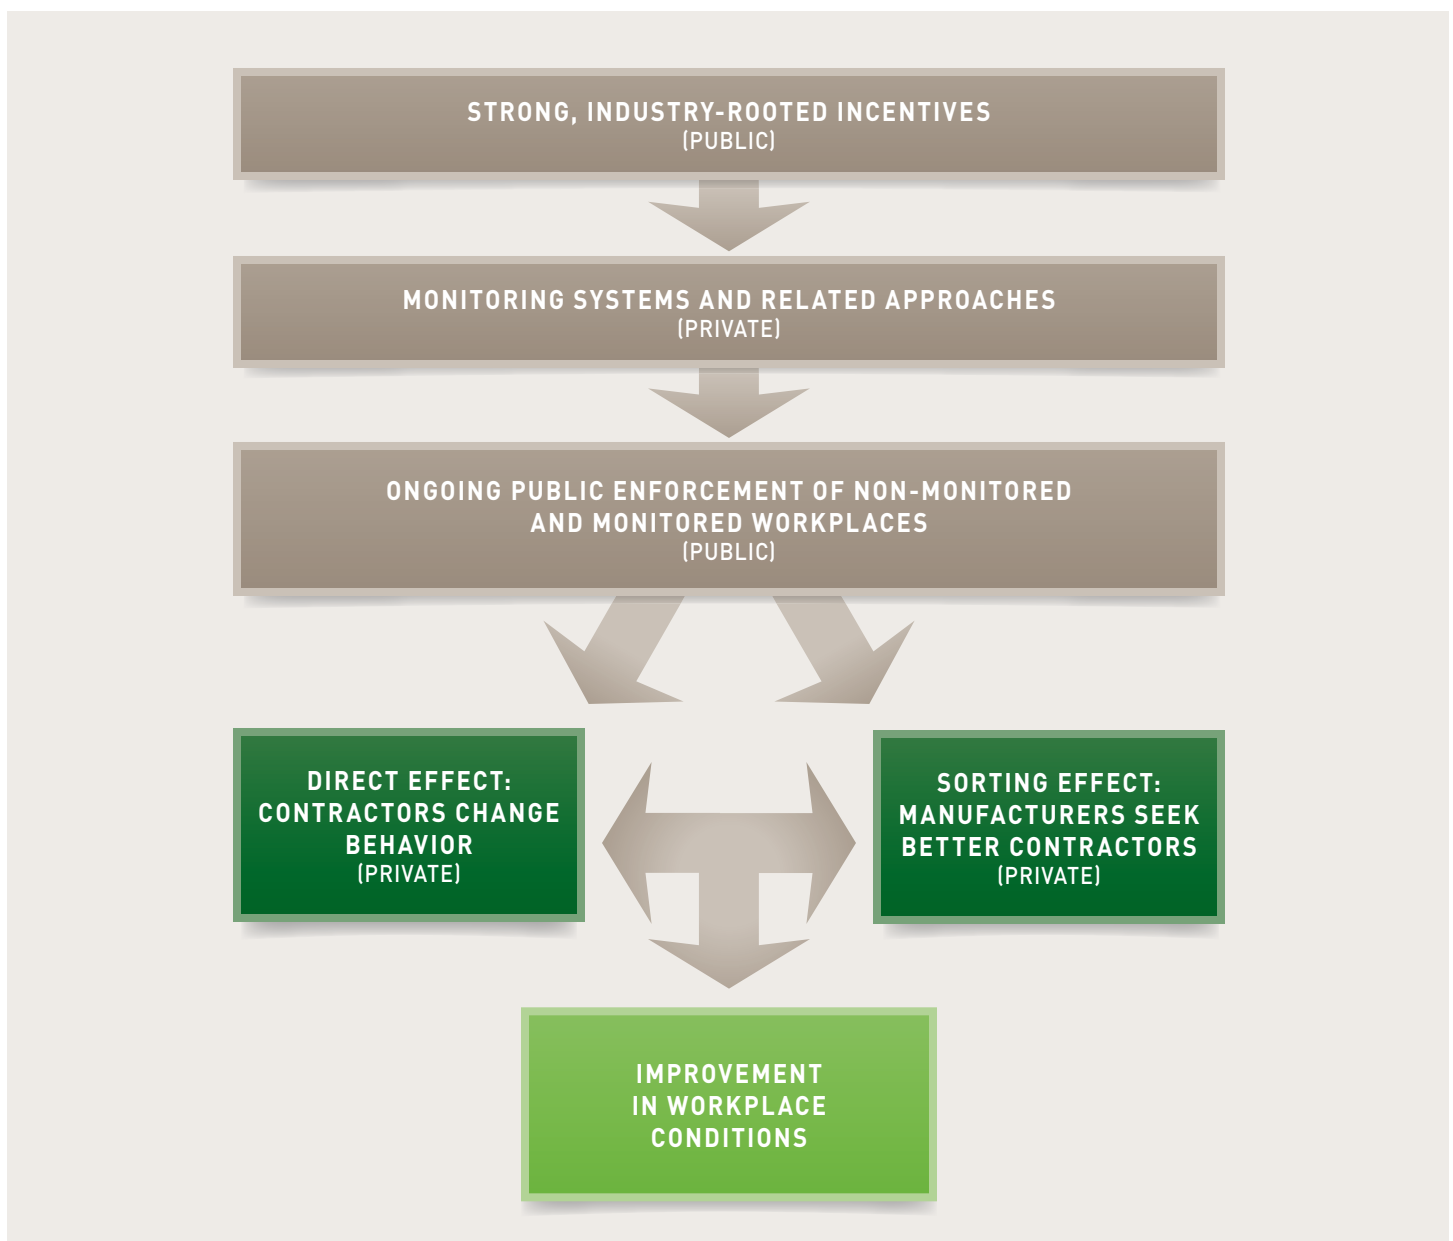 STRONG, INDUSTRY-ROOTED INCENTIVES
(PUBLIC)
MONITORING SYSTEMS AND RELATED APPROACHES
(PRIVATE)
ONGOING PUBLIC ENFORCEMENT OF NON-MONITORED
AND MONITORED WORKPLACES
(PUBLIC)
DIRECT EFFECT:
CONTRACTORS CHANGE
BEHAVIOR
(PRIVATE)
SORTING EFFECT:
MANUFACTURERS SEEK
BETTER CONTRACTORS
(PRIVATE)
IMPROVEMENT
IN WORKPLACE
CONDITIONS